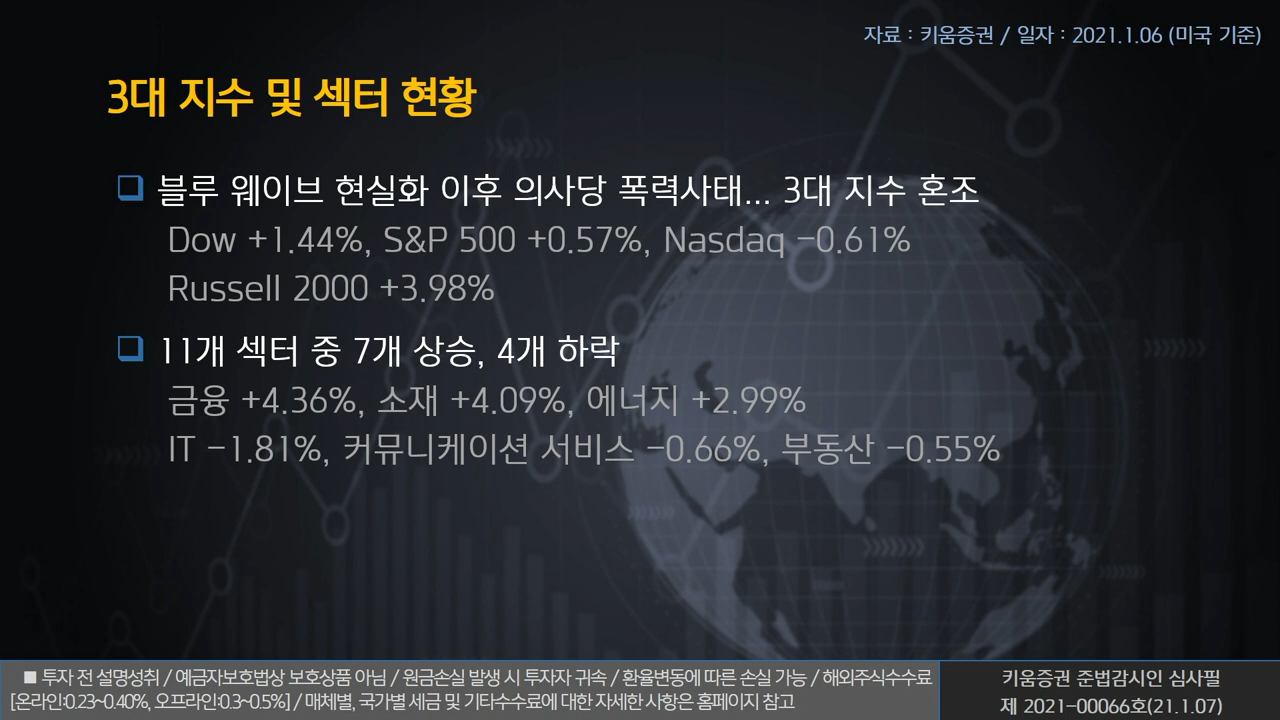 자료 : 키움증권 / 일자 : 2021.1.06 (미국 기준)
3대 지수 및 섹터 현황
❑ 블루 웨이브 현실화 이후 의사당 폭력사태... 3대 지수 혼조
Dow +1.44%, S&P 500 +0.57%, Nasdaq -0.61%
Russell 2000 +3.98%
❑ 11개 섹터 중 7개 상승, 4개 하락
금융 +4.36%, 소재 +4.09%, 에너지 +2.99%
IT -1.81%, 커뮤니케이션 서비스 -0.66%, 부동산 -0.55%
■ 투자 전 설명성취 / 예금자보호법상 보호상품 아님 / 원금손실 발생 시 투자자 귀속 / 환율변동에 따른 손실 가능 / 해외주식수수료
[온라인:0.23~0.40%, 오프라인:0.3~0.5%] / 매체별, 국가별 세금 및 기타수수료에 대한 자세한 사항은 홈페이지 참고
키움증권 준법감시인 심사필
제 2021-00066호(21.1.07)